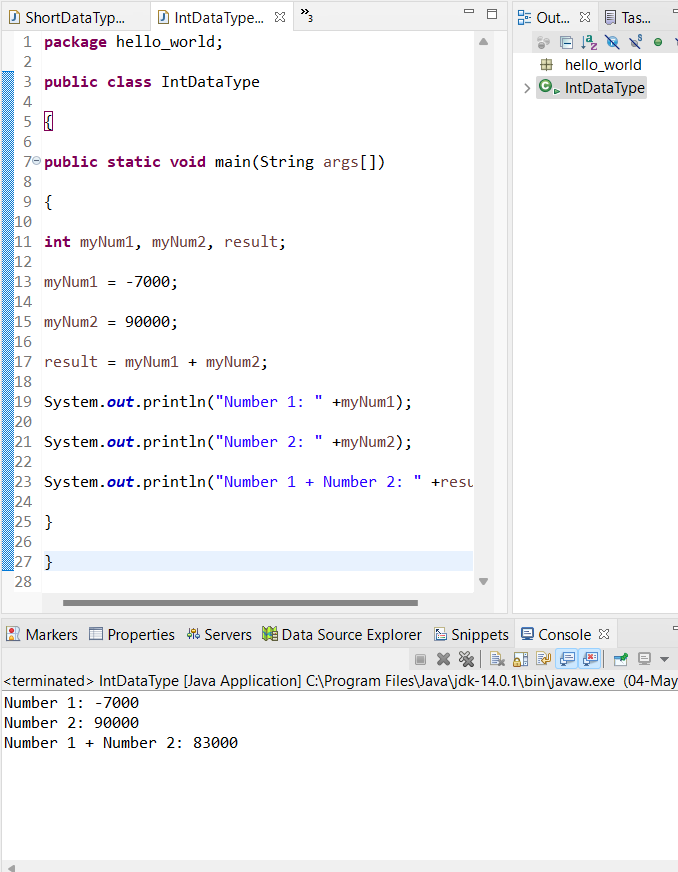 ShortDataTyp... IntDataType... »3
1 package hello_world;
2
3 public class IntDataType
4
5 {
6
7 public static void main(String args[])
8
9 {
10
11 int myNum1, myNum2, result;
12
13 myNum1 = -7000;
14
15 myNum2 = 90000;
16
17 result = myNum1 + myNum2;
18
19 System.out.println("Number 1: " +myNum1);
20
21 System.out.println("Number 2: " +myNum2);
22
23 System.out.println("Number 1 + Number 2: " +resu
24
25 }
26
27 }
28
Out... Tas...
hello_world
IntDataType
Markers Properties Servers Data Source Explorer Snippets Console
<terminated> IntDataType [Java Application] C:\Program Files\Java\jdk-14.0.1\bin\javaw.exe (04-May
Number 1: -7000
Number 2: 90000
Number 1 + Number 2: 83000